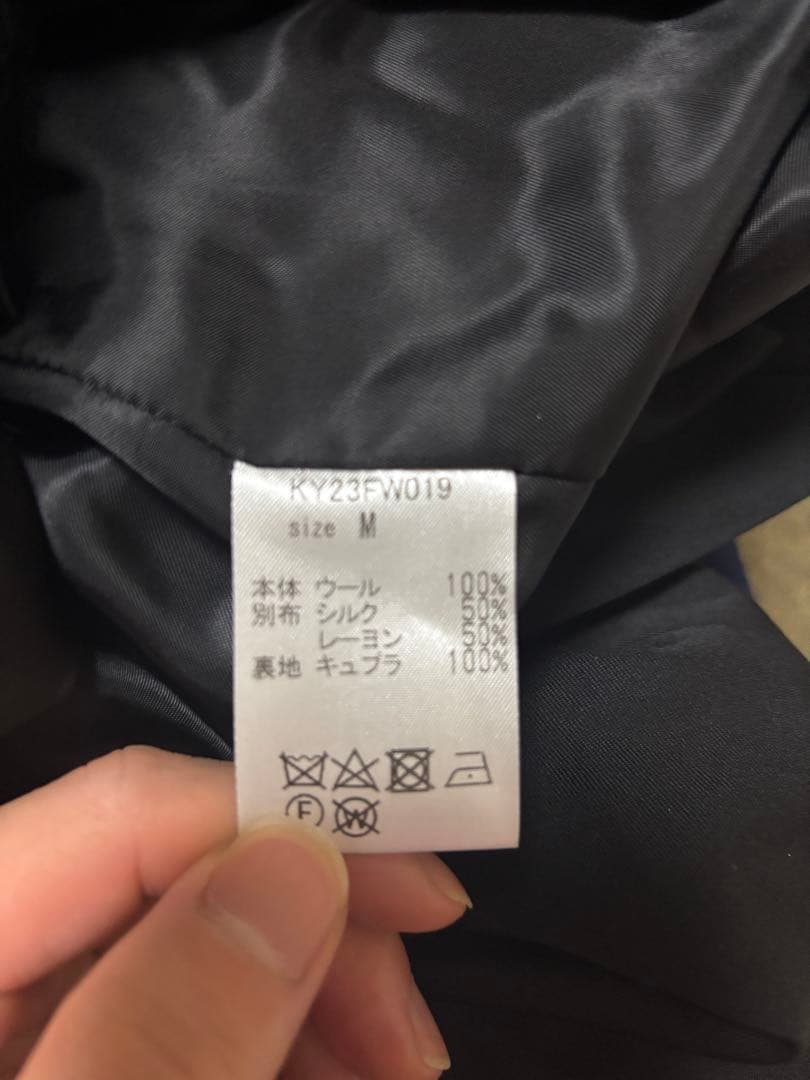 KY23FW019
size M
本体 ウール 100%
別布 シルク 50%
レーヨン 50%
裏地 キュプラ 100%
F W